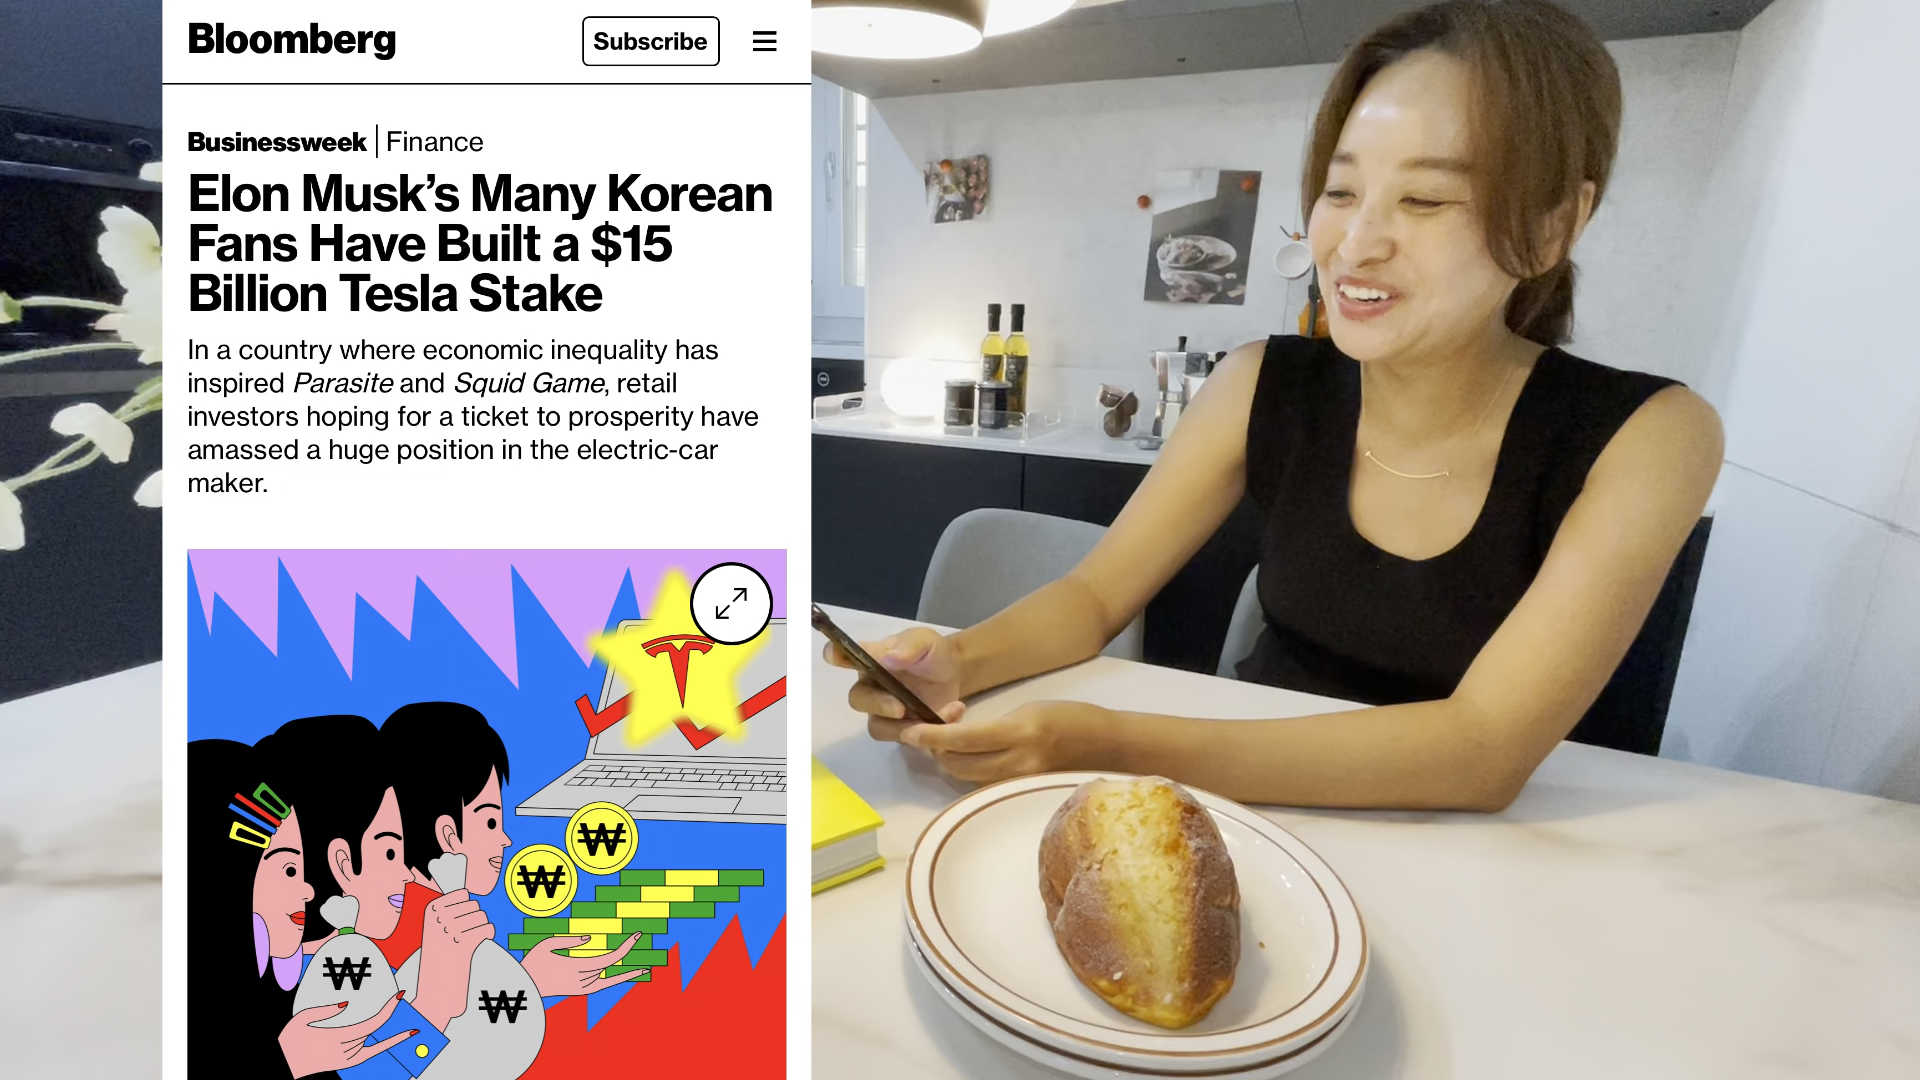 Bloomberg
Subscribe
Businessweek | Finance
Elon Musk’s Many Korean
Fans Have Built a $15
Billion Tesla Stake
In a country where economic inequality has
inspired Parasite and Squid Game, retail
investors hoping for a ticket to prosperity have
amassed a huge position in the electric-car
maker.
₩
₩
₩
₩